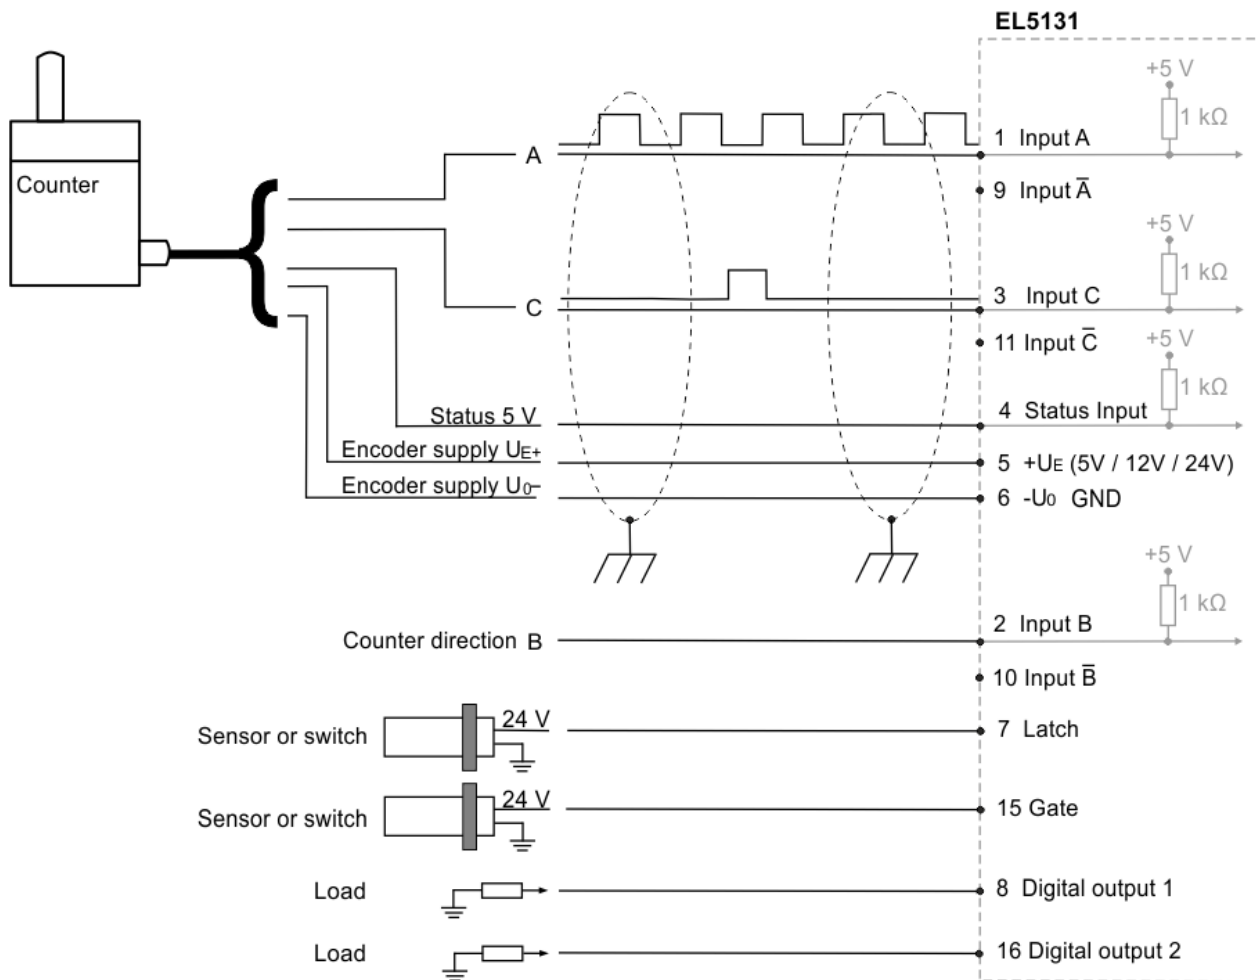 EL5131
+5 V
1 kΩ
1 Input A
A
Counter
9 Input A̅
+5 V
1 kΩ
3 Input C
C
11 Input C̅
+5 V
1 kΩ
Status 5 V
4 Status Input
Encoder supply UE+
5 +UE (5V / 12V / 24V)
Encoder supply U0−
6 -U0 GND
+5 V
1 kΩ
2 Input B
Counter direction B
10 Input B̅
24 V
Sensor or switch
7 Latch
24 V
Sensor or switch
15 Gate
Load
8 Digital output 1
Load
16 Digital output 2